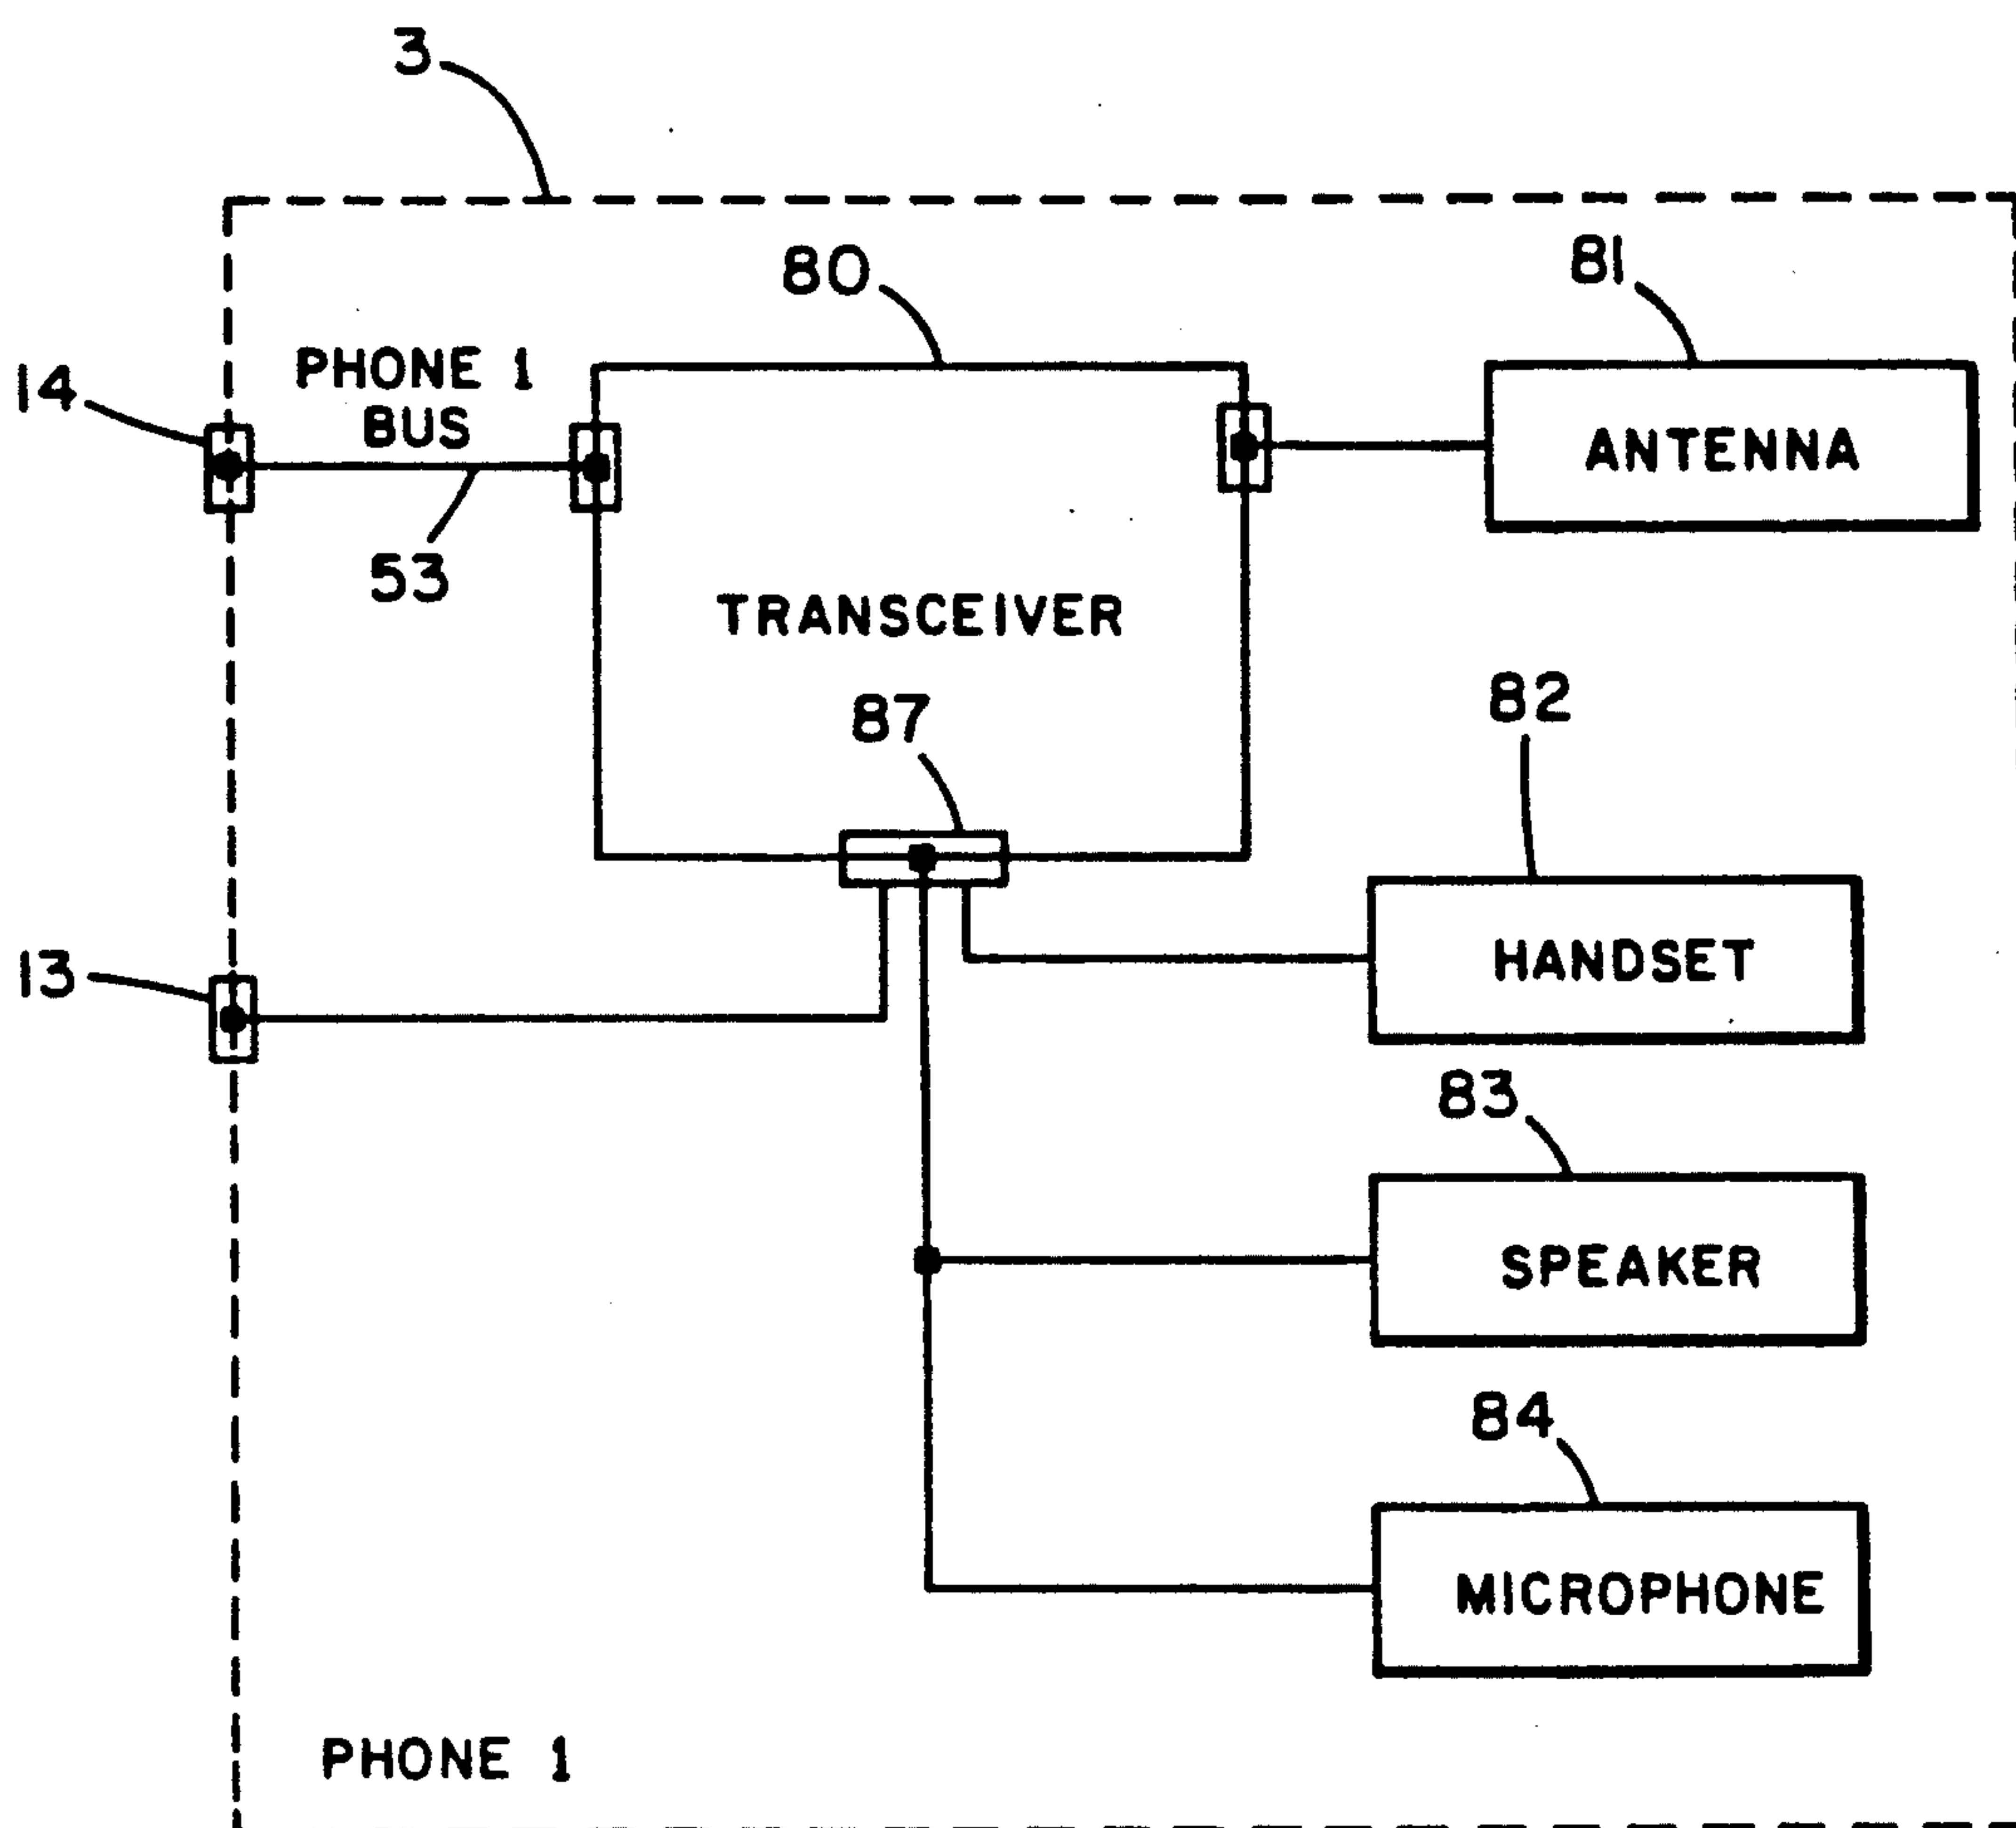 3
80
81
14
PHONE 1
BUS
ANTENNA
53
TRANSCEIVER
87
82
13
HANDSET
83
SPEAKER
84
MICROPHONE
PHONE 1